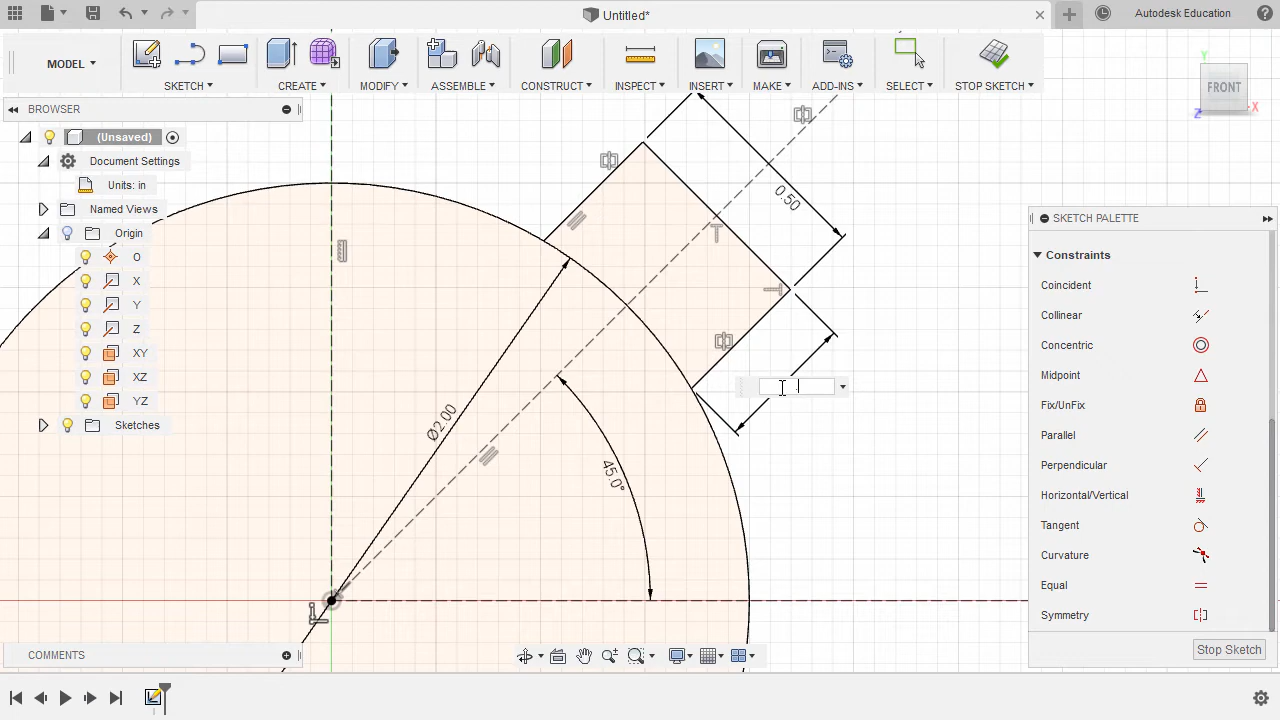 Untitled*
Autodesk Education
MODEL
SKETCH
CREATE
MODIFY
ASSEMBLE
CONSTRUCT
INSPECT
INSERT
MAKE
ADD-INS
SELECT
STOP SKETCH
BROWSER
(Unsaved)
Document Settings
Units: in
Named Views
Origin
O
X
Y
Z
XY
XZ
YZ
Sketches
Y
FRONT
Z
X
0.50
Ø2.00
45.0°
.
SKETCH PALETTE
Constraints
Coincident
Collinear
Concentric
Midpoint
Fix/UnFix
Parallel
Perpendicular
Horizontal/Vertical
Tangent
Curvature
Equal
Symmetry
Stop Sketch
COMMENTS